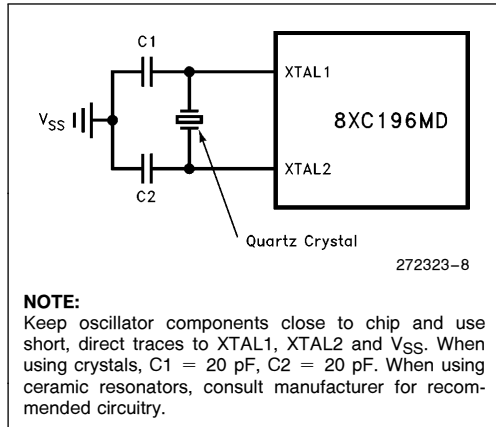 C1
XTAL1
8XC196MD
VSS
XTAL2
C2
Quartz Crystal
272323–8
NOTE:
Keep oscillator components close to chip and use
short, direct traces to XTAL1, XTAL2 and VSS. When
using crystals, C1 = 20 pF, C2 = 20 pF. When using
ceramic resonators, consult manufacturer for recom-
mended circuitry.